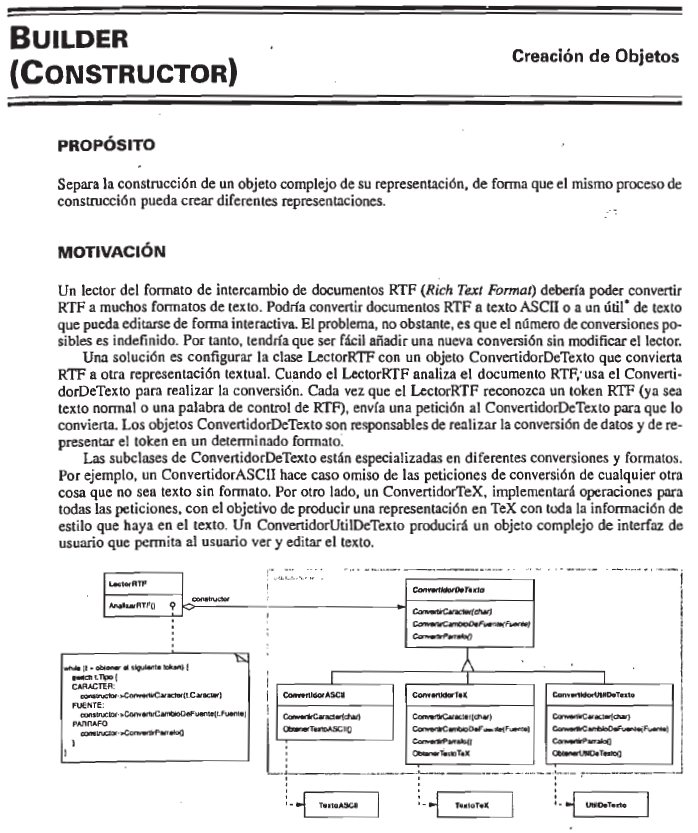 BUILDER
(CONSTRUCTOR)
Creación de Objetos
PROPÓSITO
Separa la construcción de un objeto complejo de su representación, de forma que el mismo proceso de
construcción pueda crear diferentes representaciones.
MOTIVACIÓN
Un lector del formato de intercambio de documentos RTF (Rich Text Format) debería poder convertir
RTF a muchos formatos de texto. Podría convertir documentos RTF a texto ASCII o a un útil* de texto
que pueda editarse de forma interactiva. El problema, no obstante, es que el número de conversiones po-
sibles es indefinido. Por tanto, tendría que ser fácil añadir una nueva conversión sin modificar el lector.
Una solución es configurar la clase LectorRTF con un objeto ConvertidorDeTexto que convierta
RTF a otra representación textual. Cuando el LectorRTF analiza el documento RTF, usa el Converti-
dorDeTexto para realizar la conversión. Cada vez que el LectorRTF reconozca un token RTF (ya sea
texto normal o una palabra de control de RTF), envía una petición al ConvertidorDeTexto para que lo
convierta. Los objetos ConvertidorDeTexto son responsables de realizar la conversión de datos y de re-
presentar el token en un determinado formato.
Las subclases de ConvertidorDeTexto están especializadas en diferentes conversiones y formatos.
Por ejemplo, un ConvertidorASCII hace caso omiso de las peticiones de conversión de cualquier otra
cosa que no sea texto sin formato. Por otro lado, un ConvertidorTeX, implementará operaciones para
todas las peticiones, con el objetivo de producir una representación en TeX con toda la información de
estilo que haya en el texto. Un ConvertidorUtilDeTexto producirá un objeto complejo de interfaz de
usuario que permita al usuario ver y editar el texto.
LectorRTF
AnalizarRTF()
constructor
ConvertidorDeTexto
ConvertirCaracter(char)
ConvertirCambioDeFuente(Fuente)
ConvertirParrafo()
while (t = obtener el siguiente token) {
switch t.Tipo {
CARACTER:
constructor->ConvertirCaracter(t.Caracter)
FUENTE:
constructor->ConvertirCambioDeFuente(t.Fuente)
PARRAFO
constructor->ConvertirParrafo()
}
}
ConvertidorASCII
ConvertirCaracter(char)
ObtenerTextoASCII()
ConvertidorTeX
ConvertirCaracter(char)
ConvertirCambioDeFuente(Fuente)
ConvertirParrafo()
ObtenerTextoTeX
ConvertidorUtilDeTexto
ConvertirCaracter(char)
ConvertirCambioDeFuente(Fuente)
ConvertirParrafo()
ObtenerUtilDeTexto()
TextoASCII
TextoTeX
UtilDeTexto